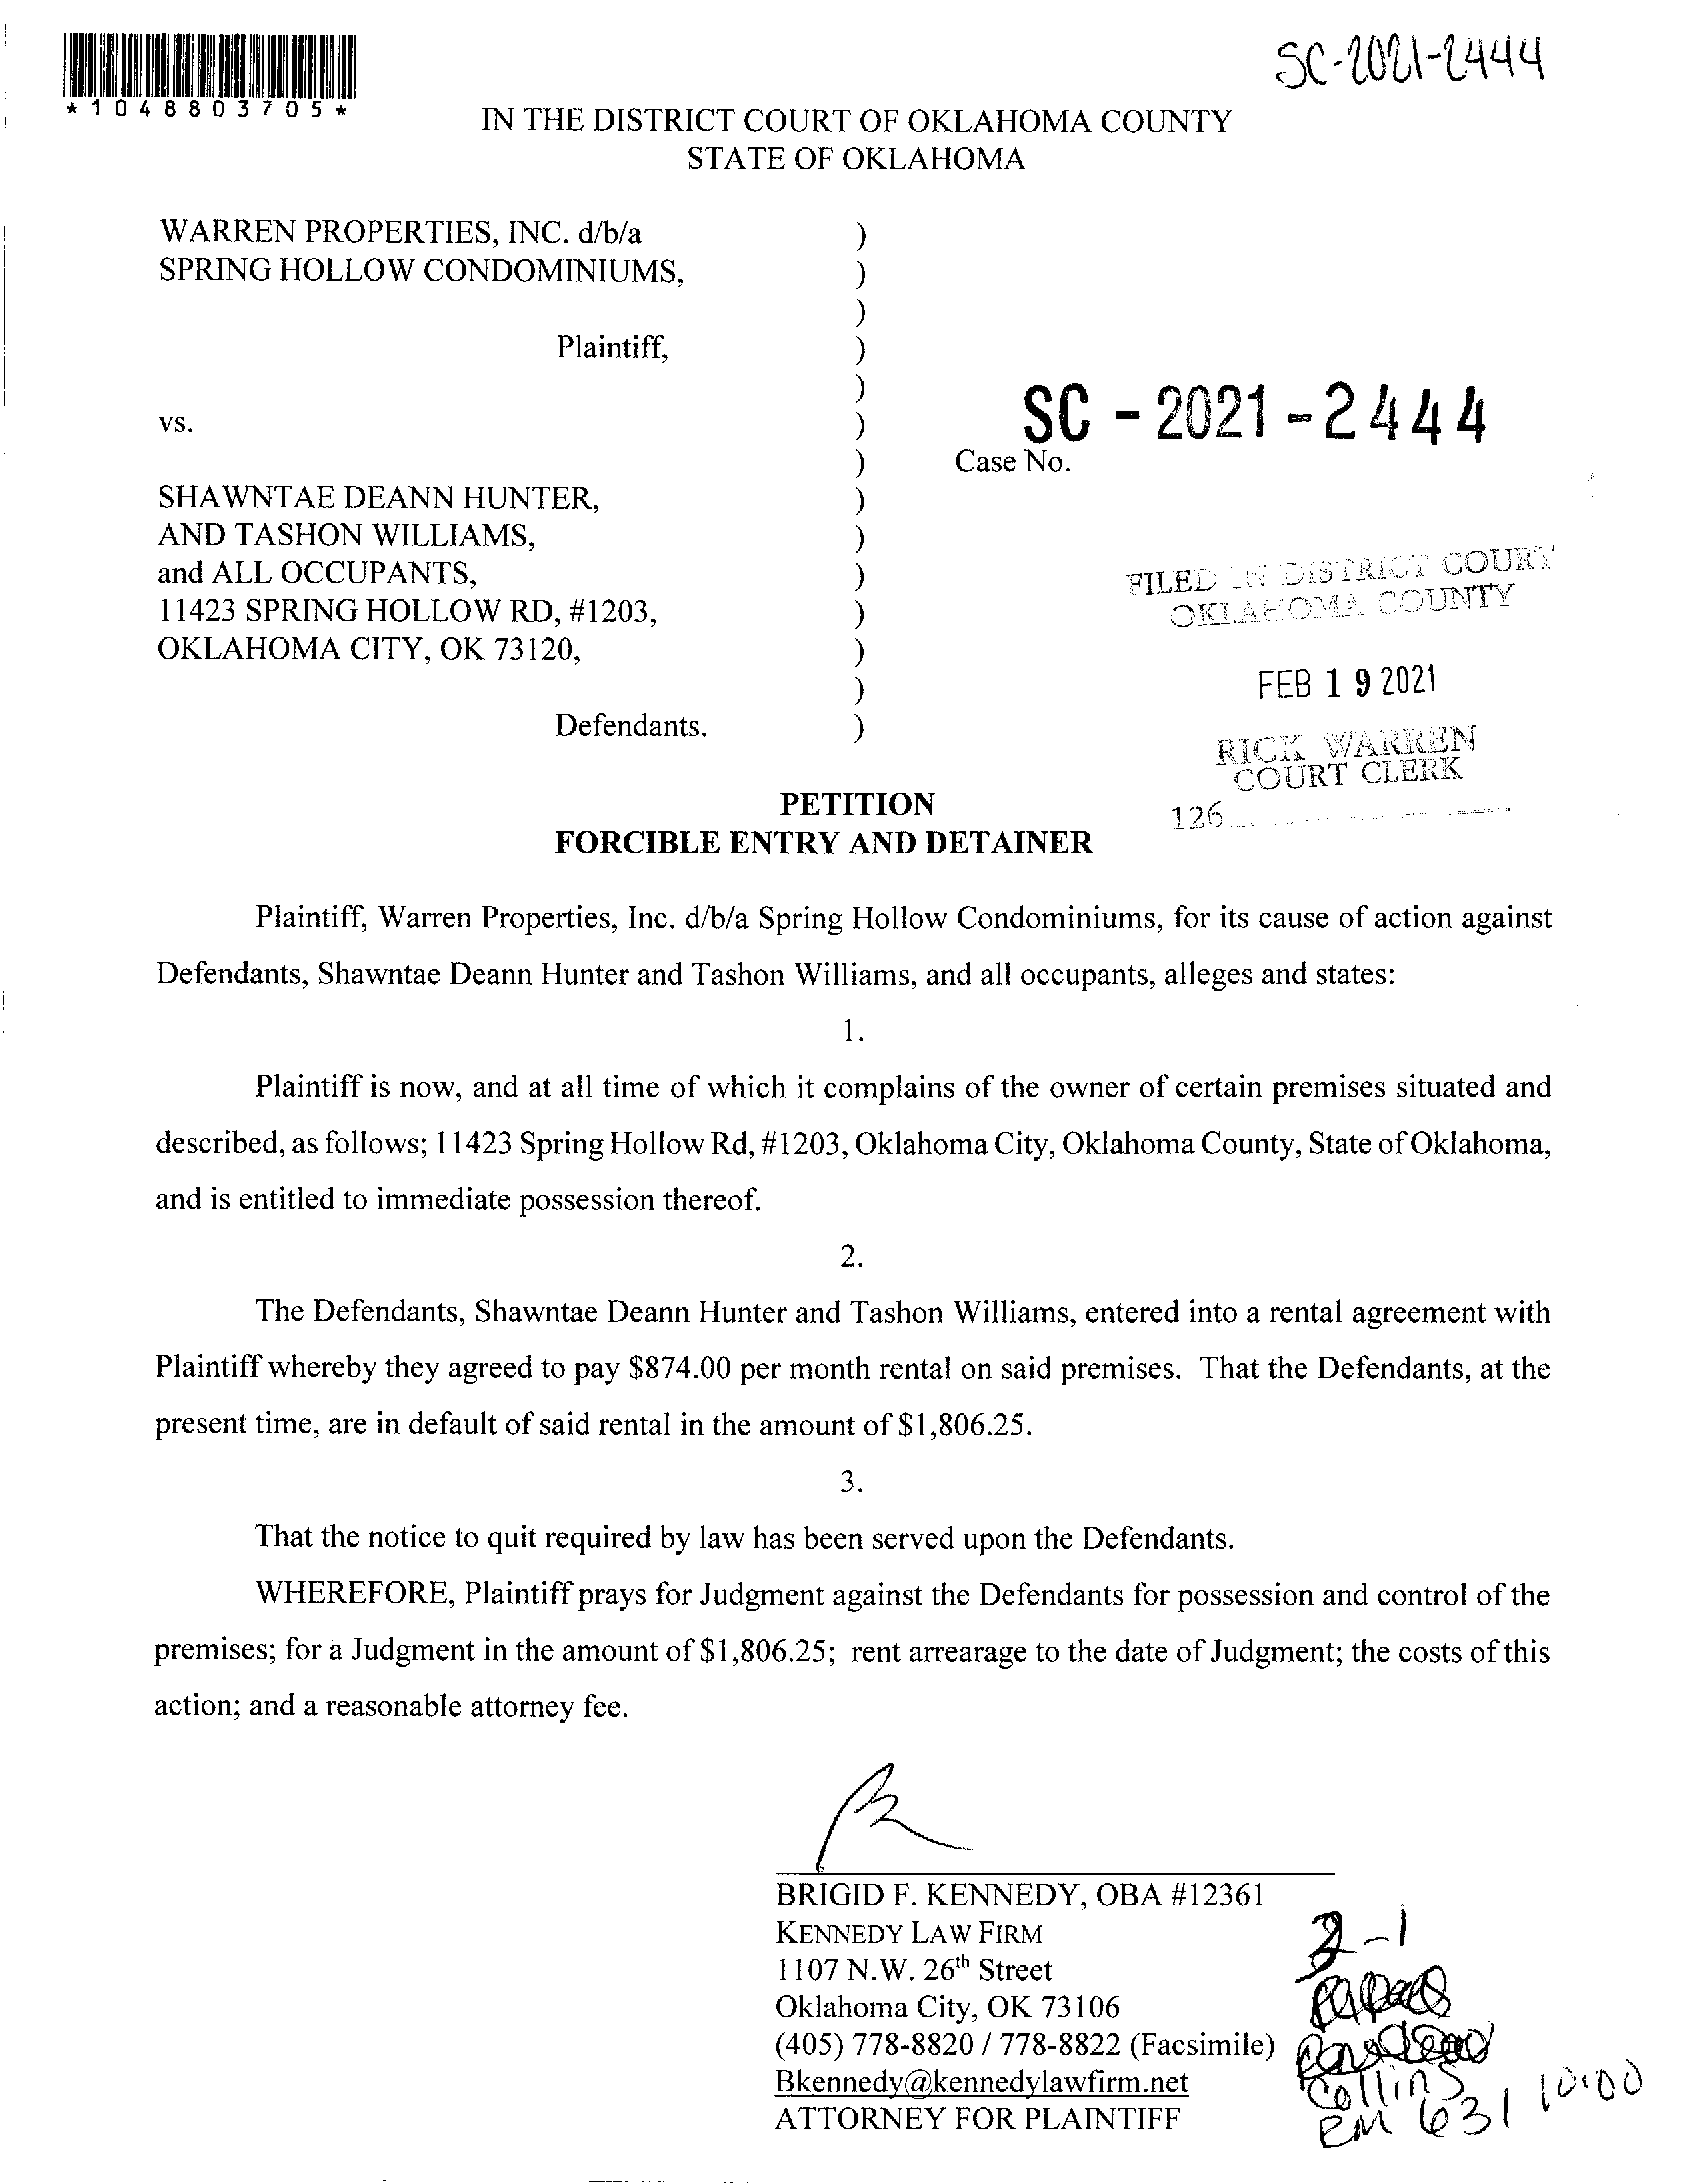 SC-2021-2444
*1048803705*
IN THE DISTRICT COURT OF OKLAHOMA COUNTY
STATE OF OKLAHOMA
WARREN PROPERTIES, INC. d/b/a )
SPRING HOLLOW CONDOMINIUMS, )
)
Plaintiff, )
)
vs. )
SC - 2021 - 2444
) Case No.
SHAWNTAE DEANN HUNTER, )
AND TASHON WILLIAMS, )
and ALL OCCUPANTS, )
11423 SPRING HOLLOW RD, #1203, )
OKLAHOMA CITY, OK 73120, )
)
Defendants. )
FILED IN DISTRICT COURT
OKLAHOMA COUNTY
FEB 19 2021
RICK WARREN
COURT CLERK
126
PETITION
FORCIBLE ENTRY AND DETAINER
Plaintiff, Warren Properties, Inc. d/b/a Spring Hollow Condominiums, for its cause of action against
Defendants, Shawntae Deann Hunter and Tashon Williams, and all occupants, alleges and states:
1.
Plaintiff is now, and at all time of which it complains of the owner of certain premises situated and
described, as follows; 11423 Spring Hollow Rd, #1203, Oklahoma City, Oklahoma County, State of Oklahoma,
and is entitled to immediate possession thereof.
2.
The Defendants, Shawntae Deann Hunter and Tashon Williams, entered into a rental agreement with
Plaintiff whereby they agreed to pay $874.00 per month rental on said premises. That the Defendants, at the
present time, are in default of said rental in the amount of $1,806.25.
3.
That the notice to quit required by law has been served upon the Defendants.
WHEREFORE, Plaintiff prays for Judgment against the Defendants for possession and control of the
premises; for a Judgment in the amount of $1,806.25; rent arrearage to the date of Judgment; the costs of this
action; and a reasonable attorney fee.
BRIGID F. KENNEDY, OBA #12361
KENNEDY LAW FIRM
1107 N.W. 26th Street
Oklahoma City, OK 73106
(405) 778-8820 / 778-8822 (Facsimile)
Bkennedy@kennedylawfirm.net
ATTORNEY FOR PLAINTIFF
3-1
Collins
RM 631 10:00